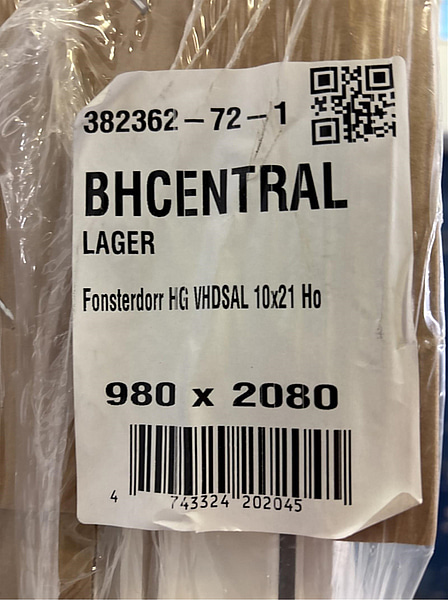 382362-72-1
BHCENTRAL
LAGER
Fonsterdorr HG VHDSAL 10x21 Ho
980 x 2080
4 743324 202045